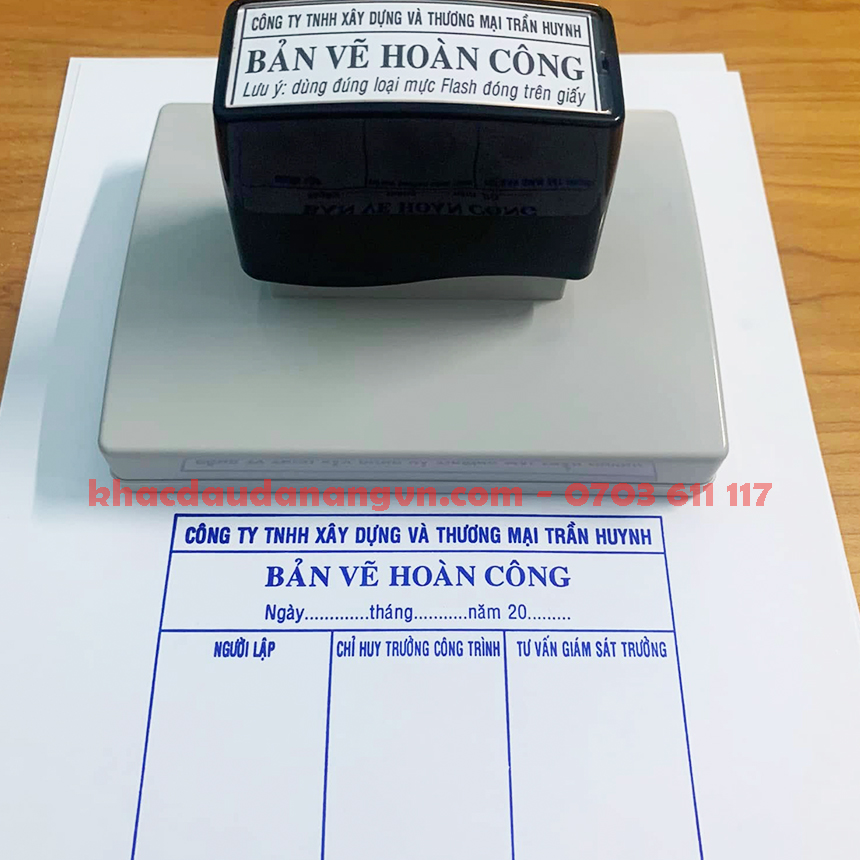 CÔNG TY TNHH XÂY DỰNG VÀ THƯƠNG MẠI TRẦN HUYNH
BẢN VẼ HOÀN CÔNG
Lưu ý: dùng đúng loại mực Flash đóng trên giấy
khacdaudanangvn.com - 0703 611 117
CÔNG TY TNHH XÂY DỰNG VÀ THƯƠNG MẠI TRẦN HUYNH
BẢN VẼ HOÀN CÔNG
Ngày.............tháng...........năm 20.........
NGƯỜI LẬP
CHỈ HUY TRƯỞNG CÔNG TRÌNH
TƯ VẤN GIÁM SÁT TRƯỞNG